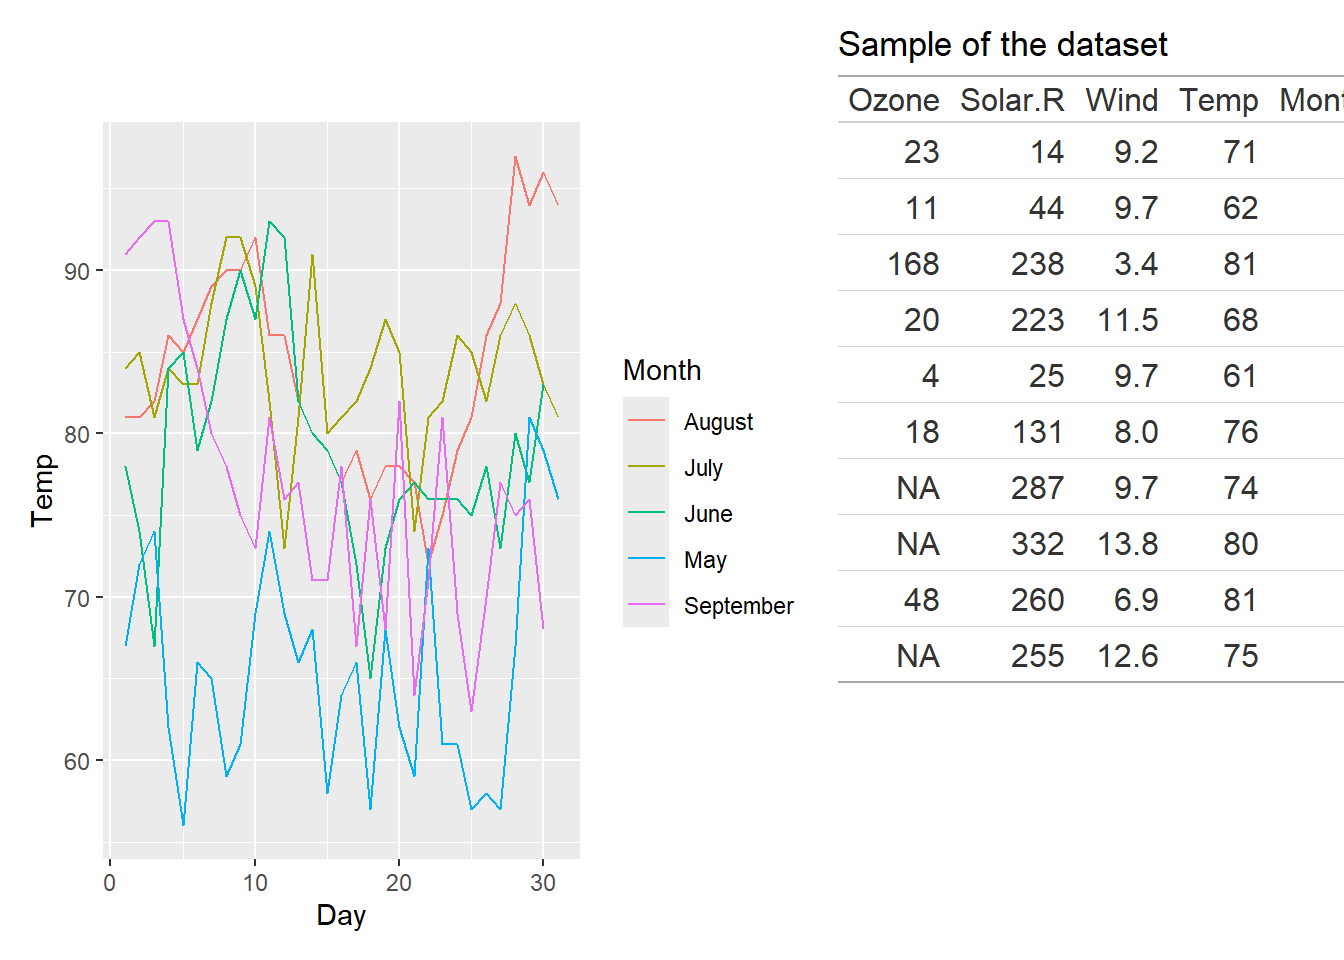 Sample of the dataset
Ozone Solar.R Wind Temp Mont
23 14 9.2 71
11 44 9.7 62
168 238 3.4 81
20 223 11.5 68
4 25 9.7 61
18 131 8.0 76
NA 287 9.7 74
NA 332 13.8 80
48 260 6.9 81
NA 255 12.6 75
90
80
70
60
Temp
0 10 20 30
Day
Month
August
July
June
May
September